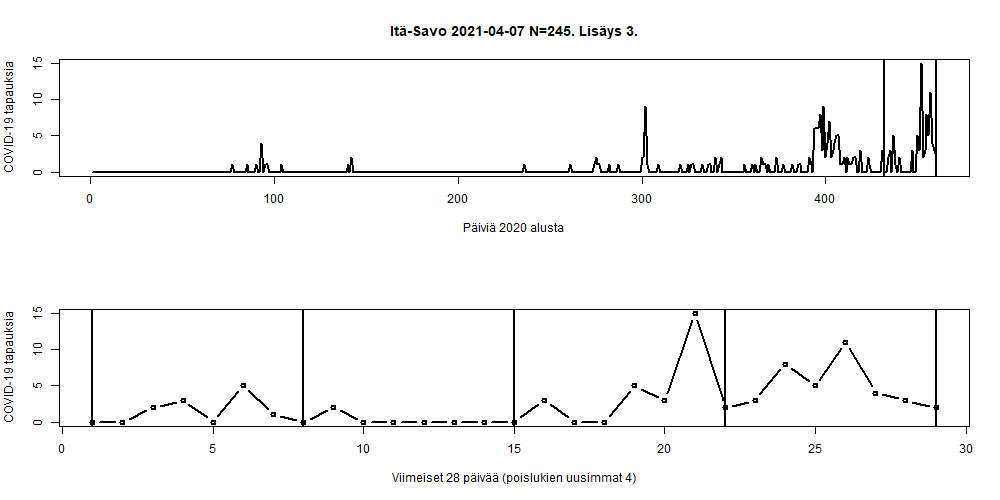 Itä-Savo 2021-04-07 N=245. Lisäys 3.
COVID-19 tapauksia
15
10
5
0
0 100 200 300 400
Päiviä 2020 alusta
COVID-19 tapauksia
15
10
5
0
0 5 10 15 20 25 30
Viimeiset 28 päivää (poislukien uusimmat 4)